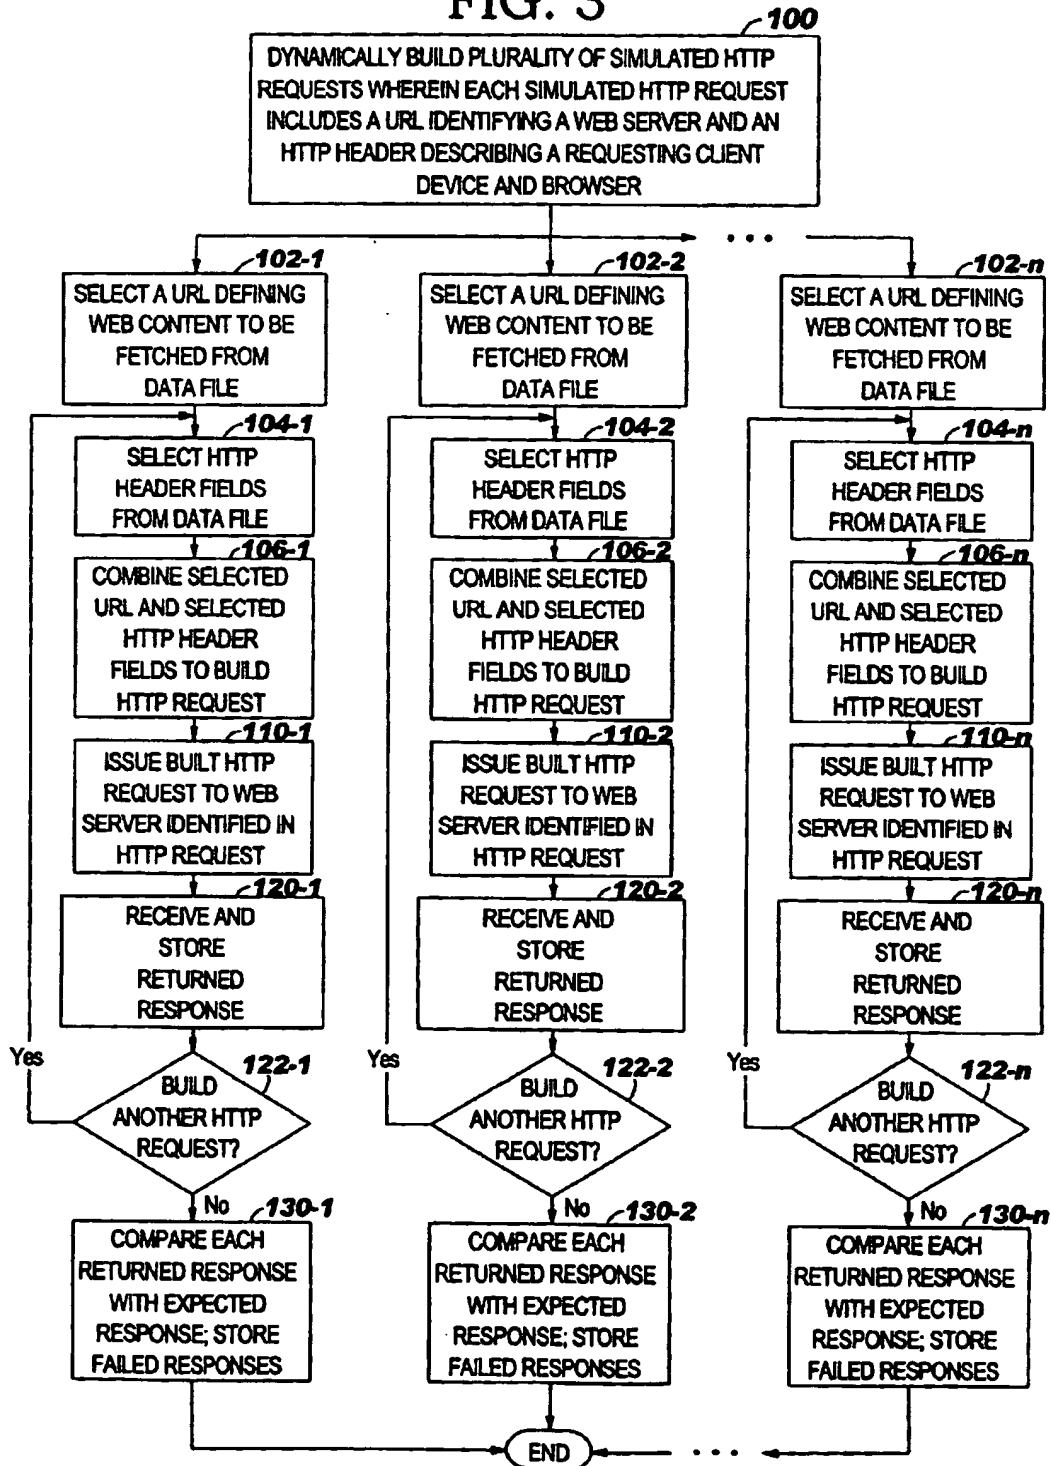 FIG. 3
100
DYNAMICALLY BUILD PLURALITY OF SIMULATED HTTP
REQUESTS WHEREIN EACH SIMULATED HTTP REQUEST
INCLUDES A URL IDENTIFYING A WEB SERVER AND AN
HTTP HEADER DESCRIBING A REQUESTING CLIENT
DEVICE AND BROWSER
102-1
SELECT A URL DEFINING
WEB CONTENT TO BE
FETCHED FROM
DATA FILE
104-1
SELECT HTTP
HEADER FIELDS
FROM DATA FILE
106-1
COMBINE SELECTED
URL AND SELECTED
HTTP HEADER
FIELDS TO BUILD
HTTP REQUEST
110-1
ISSUE BUILT HTTP
REQUEST TO WEB
SERVER IDENTIFIED IN
HTTP REQUEST
120-1
RECEIVE AND
STORE
RETURNED
RESPONSE
Yes
122-1
BUILD
ANOTHER HTTP
REQUEST?
No
130-1
COMPARE EACH
RETURNED RESPONSE
WITH EXPECTED
RESPONSE; STORE
FAILED RESPONSES
102-2
SELECT A URL DEFINING
WEB CONTENT TO BE
FETCHED FROM
DATA FILE
104-2
SELECT HTTP
HEADER FIELDS
FROM DATA FILE
106-2
COMBINE SELECTED
URL AND SELECTED
HTTP HEADER
FIELDS TO BUILD
HTTP REQUEST
110-2
ISSUE BUILT HTTP
REQUEST TO WEB
SERVER IDENTIFIED IN
HTTP REQUEST
120-2
RECEIVE AND
STORE
RETURNED
RESPONSE
Yes
122-2
BUILD
ANOTHER HTTP
REQUEST?
No
130-2
COMPARE EACH
RETURNED RESPONSE
WITH EXPECTED
RESPONSE; STORE
FAILED RESPONSES
102-n
SELECT A URL DEFINING
WEB CONTENT TO BE
FETCHED FROM
DATA FILE
104-n
SELECT HTTP
HEADER FIELDS
FROM DATA FILE
106-n
COMBINE SELECTED
URL AND SELECTED
HTTP HEADER
FIELDS TO BUILD
HTTP REQUEST
110-n
ISSUE BUILT HTTP
REQUEST TO WEB
SERVER IDENTIFIED IN
HTTP REQUEST
120-n
RECEIVE AND
STORE
RETURNED
RESPONSE
Yes
122-n
BUILD
ANOTHER HTTP
REQUEST?
No
130-n
COMPARE EACH
RETURNED RESPONSE
WITH EXPECTED
RESPONSE; STORE
FAILED RESPONSES
END